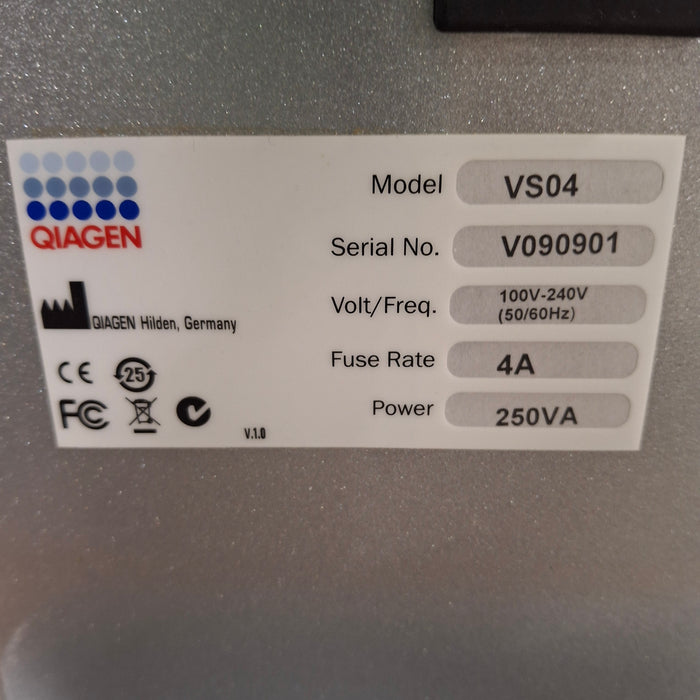 QIAGEN
QIAGEN Hilden, Germany
CE 25
FC
V.1.0
Model VS04
Serial No. V090901
Volt/Freq. 100V-240V
(50/60Hz)
Fuse Rate 4A
Power 250VA